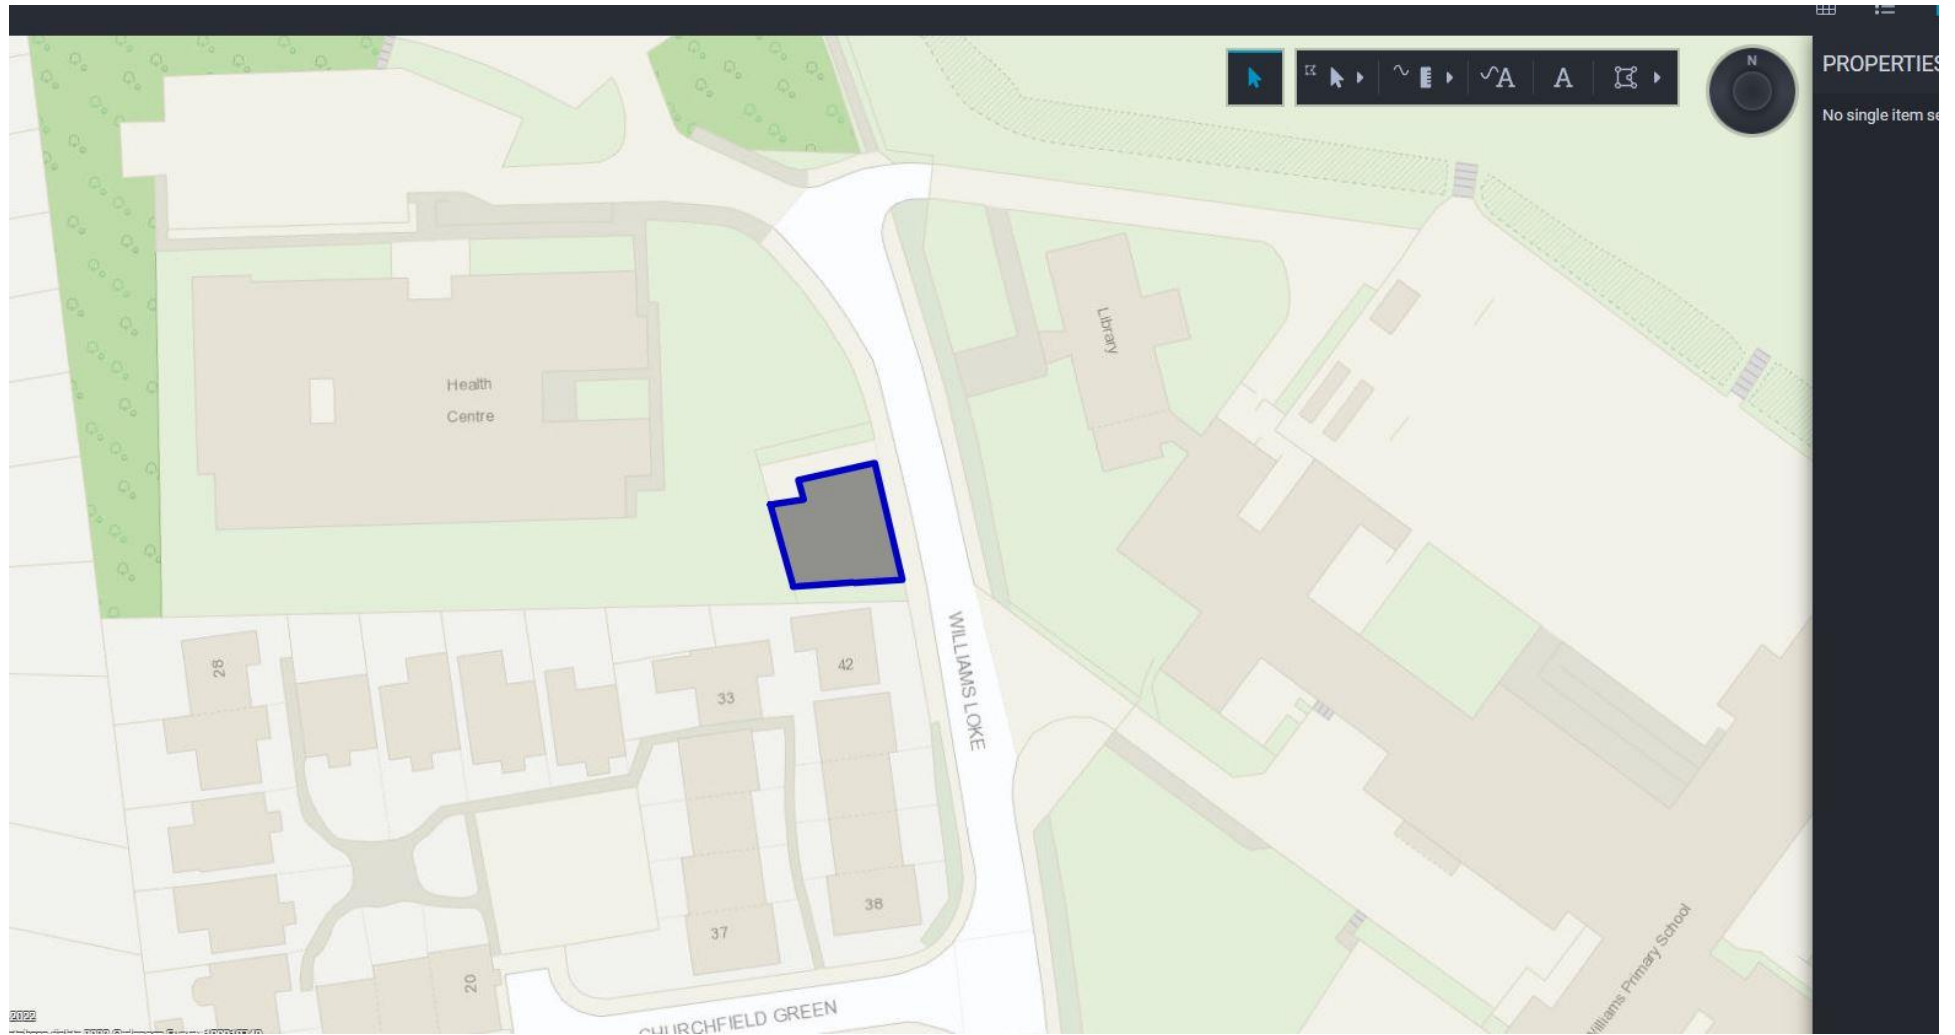 N
PROPERTIES
No single item se
A
A
Library
Health
Centre
WILLIAMS LOKE
28
33
42
38
37
20
CHURCHFIELD GREEN
Williams Primary School
2022